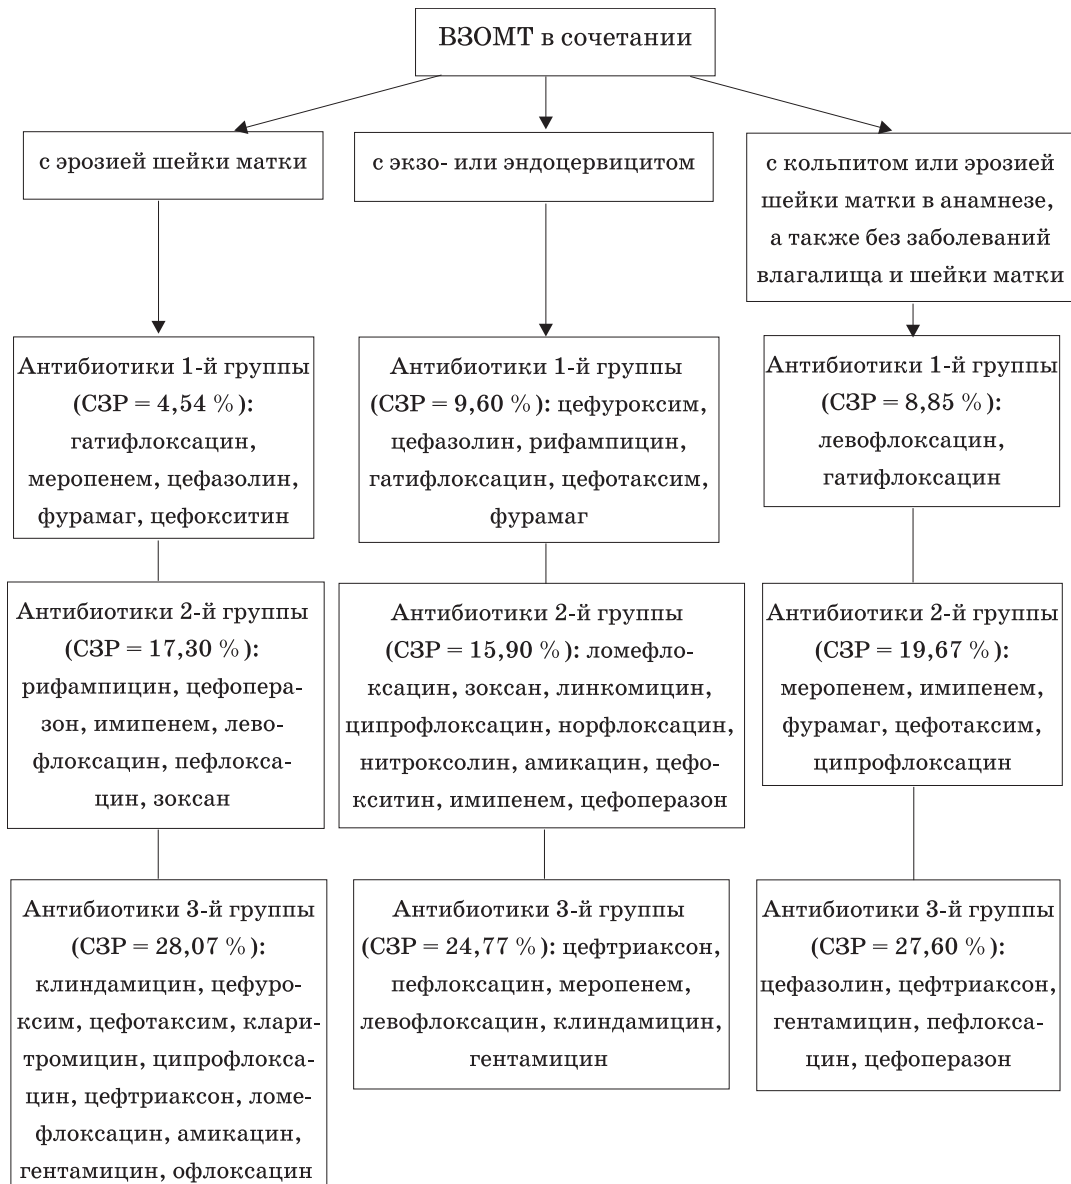 ВЗОМТ в сочетании
с эрозией шейки матки
с экзо- или эндоцервицитом
с кольпитом или эрозией
шейки матки в анамнезе,
а также без заболеваний
влагалища и шейки матки
Антибиотики 1-й группы
(СЗР = 4,54 %):
гатифлоксацин,
меропенем, цефазолин,
фурамаг, цефокситин
Антибиотики 1-й группы
(СЗР = 9,60 %): цефуроксим,
цефазолин, рифампицин,
гатифлоксацин, цефотаксим,
фурамаг
Антибиотики 1-й группы
(СЗР = 8,85 %):
левофлоксацин,
гатифлоксацин
Антибиотики 2-й группы
(СЗР = 17,30 %):
рифампицин, цефопера-
зон, имипенем, лево-
флоксацин, пефлокса-
цин, зоксан
Антибиотики 2-й группы
(СЗР = 15,90 %): ломефло-
ксацин, зоксан, линкомицин,
ципрофлоксацин, норфлоксацин,
нитроксолин, амикацин, цефо-
кситин, имипенем, цефоперазон
Антибиотики 2-й группы
(СЗР = 19,67 %):
меропенем, имипенем,
фурамаг, цефотаксим,
ципрофлоксацин
Антибиотики 3-й группы
(СЗР = 28,07 %):
клиндамицин, цефуро-
ксим, цефотаксим, клари-
тромицин, ципрофлокса-
цин, цефтриаксон, ломе-
флоксацин, амикацин,
гентамицин, офлоксацин
Антибиотики 3-й группы
(СЗР = 24,77 %): цефтриаксон,
пефлоксацин, меропенем,
левофлоксацин, клиндамицин,
гентамицин
Антибиотики 3-й группы
(СЗР = 27,60 %):
цефазолин, цефтриаксон,
гентамицин, пефлокса-
цин, цефоперазон